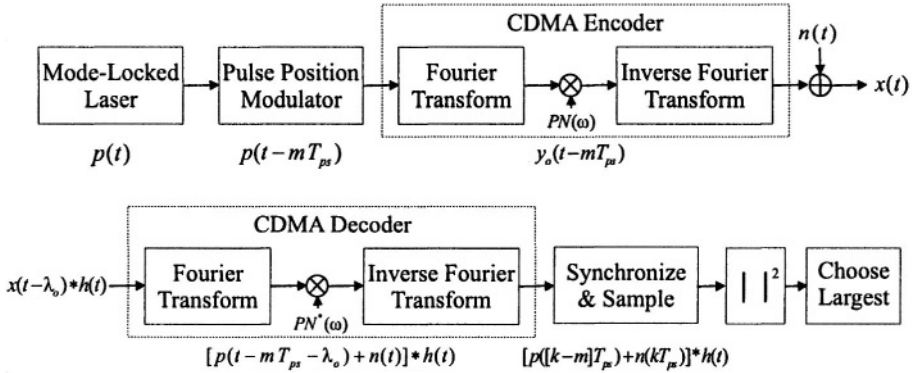 CDMA Encoder
n(t)
Mode-Locked
Laser
Pulse Position
Modulator
Fourier
Transform
PN(ω)
Inverse Fourier
Transform
x(t)
p(t)
p(t−mT_ps)
y_o(t−mT_ps)
CDMA Decoder
x(t−λ_o)*h(t)
Fourier
Transform
PN*(ω)
Inverse Fourier
Transform
Synchronize
& Sample
| |²
Choose
Largest
[p(t−mT_ps−λ_o)+n(t)]*h(t)
[p([k−m]T_ps)+n(kT_ps)]*h(t)